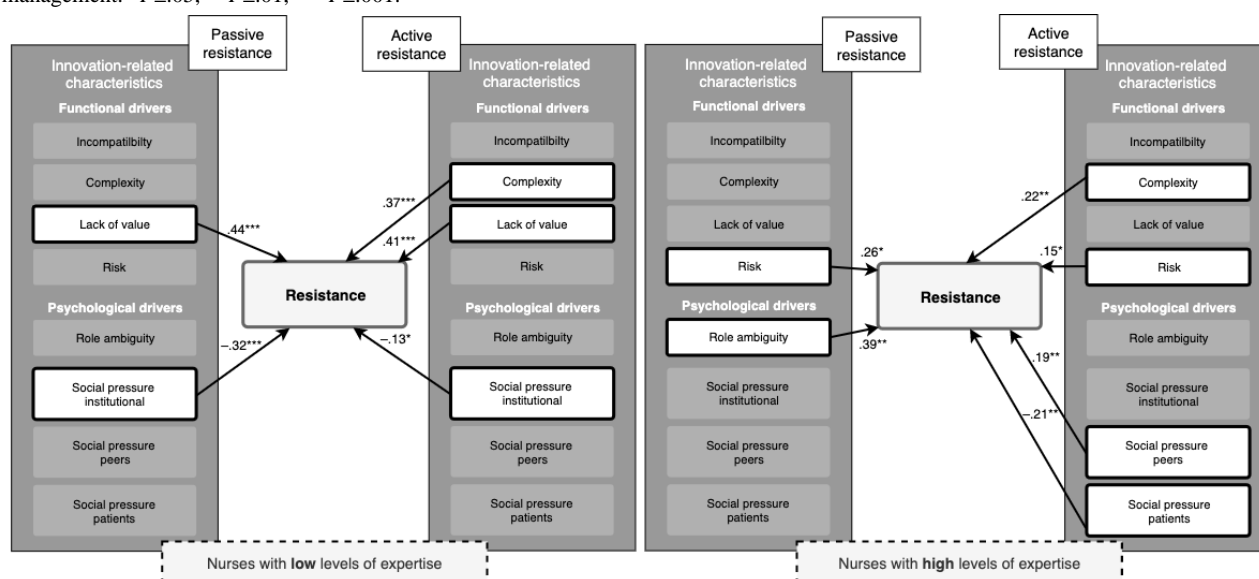 management. *P≤.05, **P≤.01, ***P≤.001.
Passive
resistance
Active
resistance
Innovation-related
characteristics
Functional drivers
Incompatibilty
Complexity
Lack of value
Risk
Psychological drivers
Role ambiguity
Social pressure
institutional
Social pressure
peers
Social pressure
patients
.44***
–.32***
Resistance
.37***
.41***
–.13*
Innovation-related
characteristics
Functional drivers
Incompatibilty
Complexity
Lack of value
Risk
Psychological drivers
Role ambiguity
Social pressure
institutional
Social pressure
peers
Social pressure
patients
Nurses with low levels of expertise
Passive
resistance
Active
resistance
Innovation-related
characteristics
Functional drivers
Incompatibilty
Complexity
Lack of value
Risk
Psychological drivers
Role ambiguity
Social pressure
institutional
Social pressure
peers
Social pressure
patients
.26*
.39**
Resistance
.22**
.15*
.19**
–.21**
Innovation-related
characteristics
Functional drivers
Incompatibilty
Complexity
Lack of value
Risk
Psychological drivers
Role ambiguity
Social pressure
institutional
Social pressure
peers
Social pressure
patients
Nurses with high levels of expertise